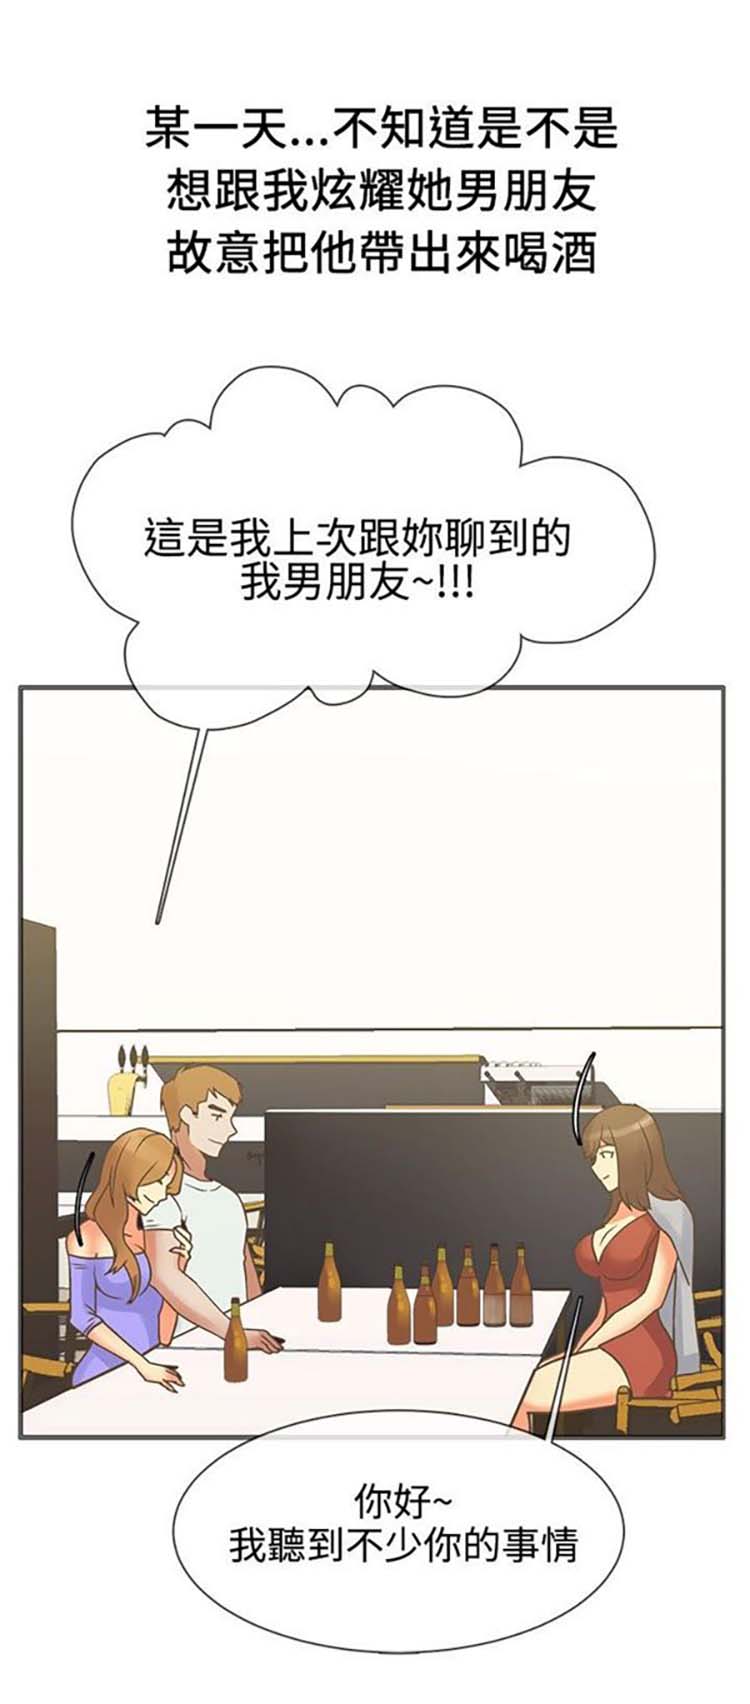 某一天...不知道是不是
想跟我炫耀她男朋友
故意把他帶出來喝酒
這是我上次跟妳聊到的
我男朋友~!!!
你好~
我聽到不少你的事情